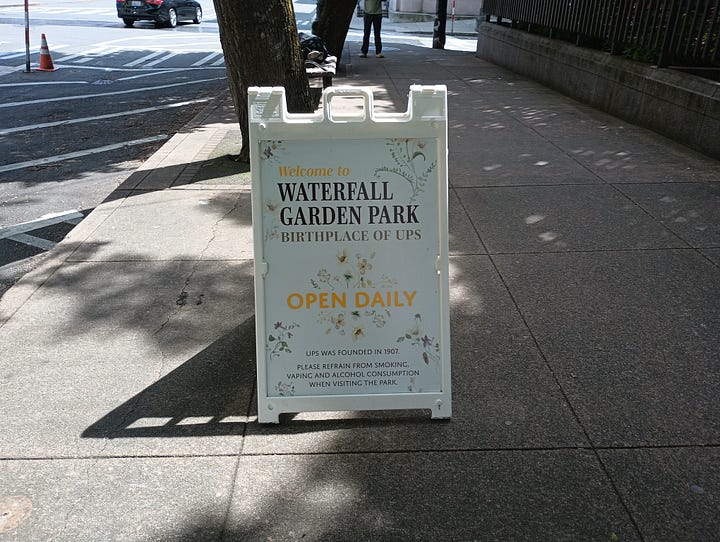 Welcome to
WATERFALL
GARDEN PARK
BIRTHPLACE OF UPS
OPEN DAILY
UPS WAS FOUNDED IN 1907.
PLEASE REFRAIN FROM SMOKING,
VAPING AND ALCOHOL CONSUMPTION
WHEN VISITING THE PARK.